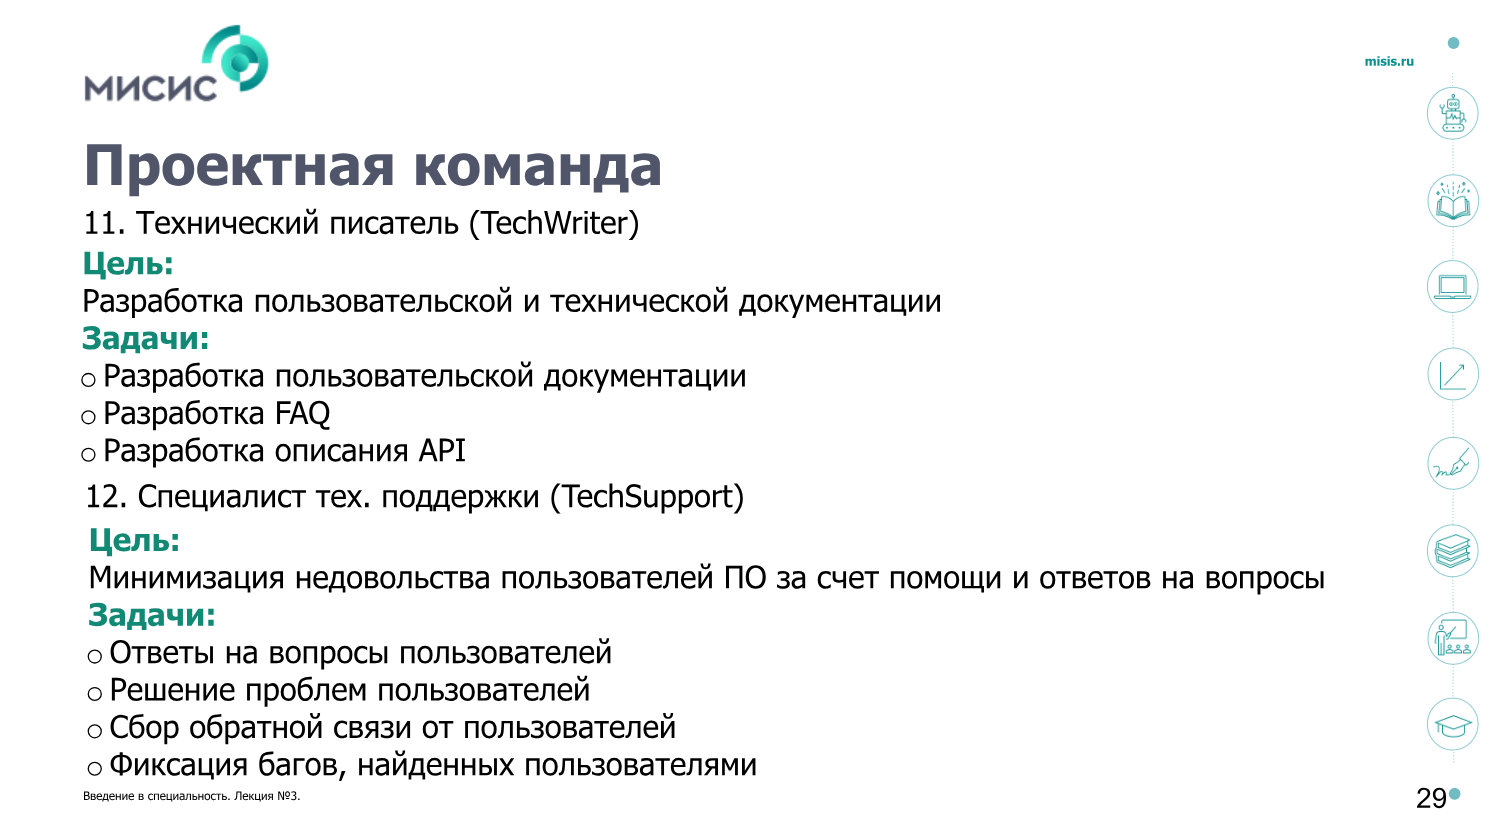 МИСИС
misis.ru
Проектная команда
11. Технический писатель (TechWriter)
Цель:
Разработка пользовательской и технической документации
Задачи:
o Разработка пользовательской документации
o Разработка FAQ
o Разработка описания API
12. Специалист тех. поддержки (TechSupport)
Цель:
Минимизация недовольства пользователей ПО за счет помощи и ответов на вопросы
Задачи:
o Ответы на вопросы пользователей
o Решение проблем пользователей
o Сбор обратной связи от пользователей
o Фиксация багов, найденных пользователями
Введение в специальность. Лекция №3.
29